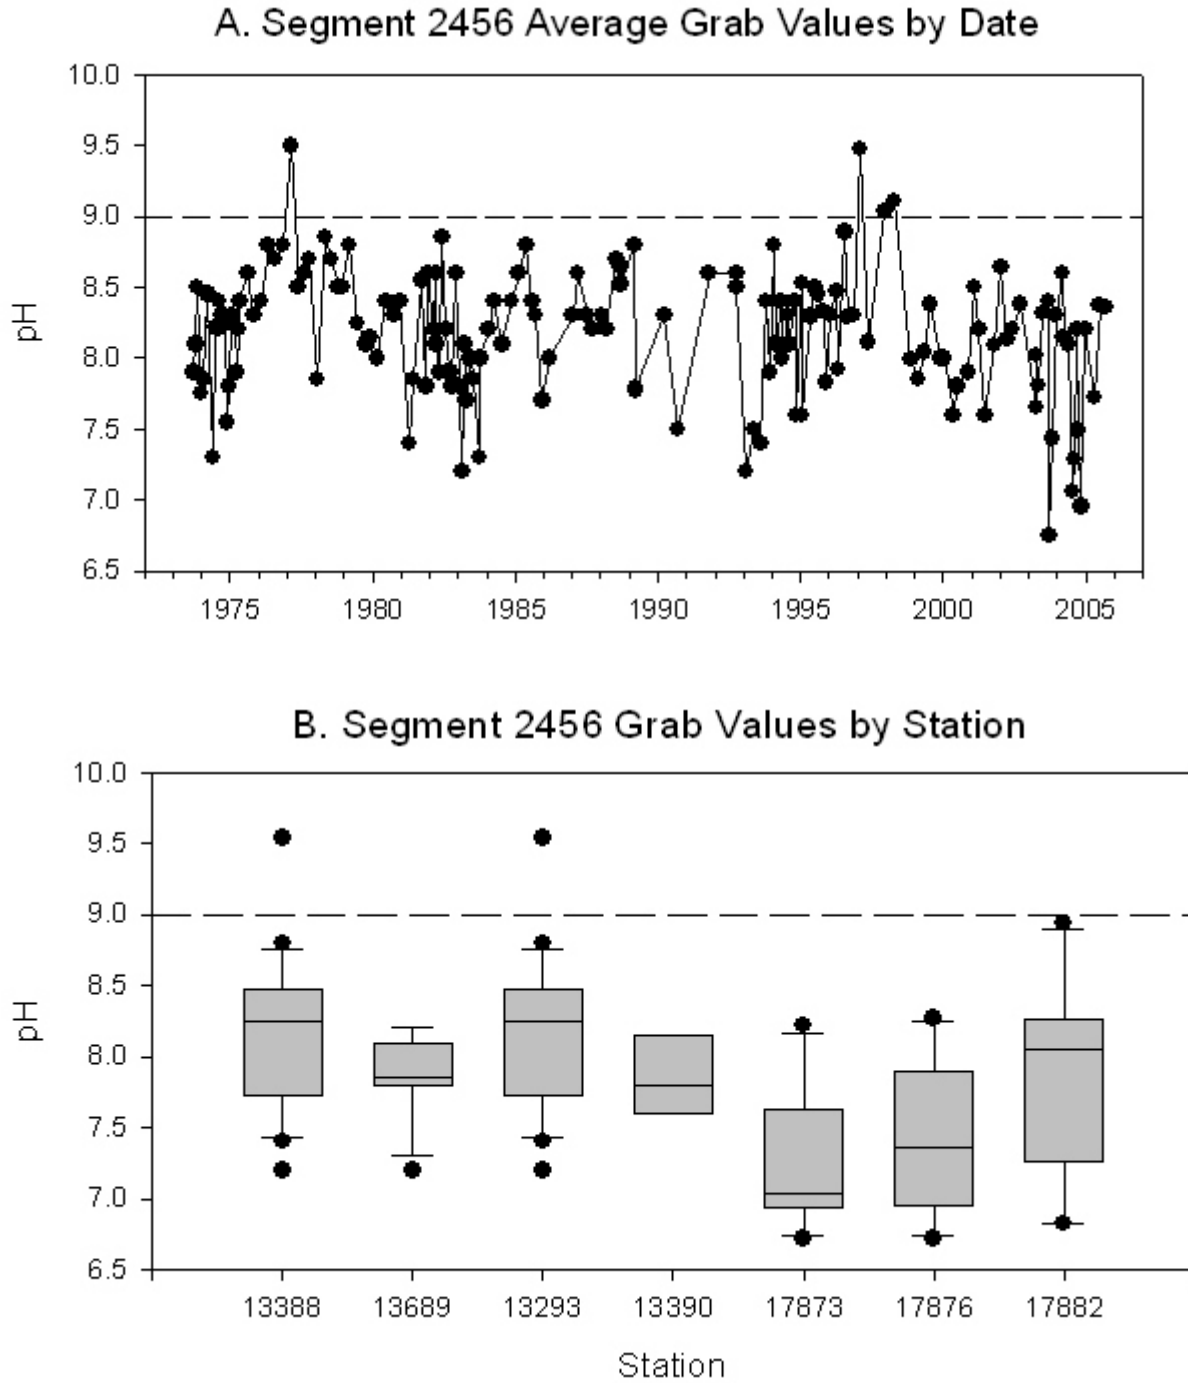 A. Segment 2456 Average Grab Values by Date
10.0
9.5
9.0
8.5
8.0
7.5
7.0
6.5
pH
1975 1980 1985 1990 1995 2000 2005
B. Segment 2456 Grab Values by Station
10.0
9.5
9.0
8.5
8.0
7.5
7.0
6.5
pH
13388 13689 13293 13390 17873 17876 17882
Station